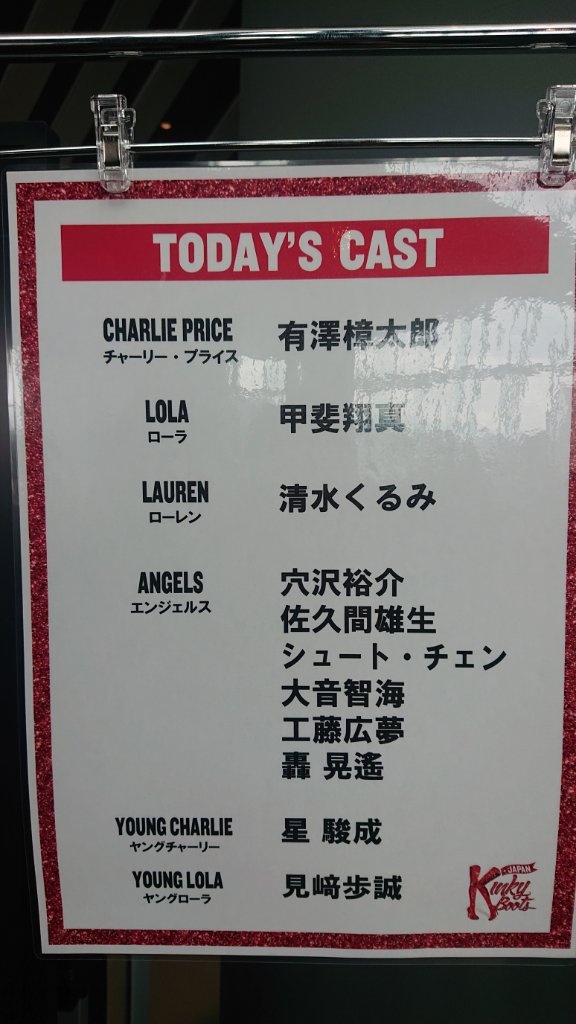 TODAY'S CAST
CHARLIE PRICE 有澤樟太郎
チャーリー・プライス
LOLA 甲斐翔真
ローラ
LAUREN 清水くるみ
ローレン
ANGELS 穴沢裕介
エンジェルス
佐久間雄生
シュート・チェン
大音智海
工藤広夢
轟 晃遙
YOUNG CHARLIE 星 駿成
ヤングチャーリー
YOUNG LOLA 見﨑歩誠
ヤングローラ
JAPAN
Kinky
Boots